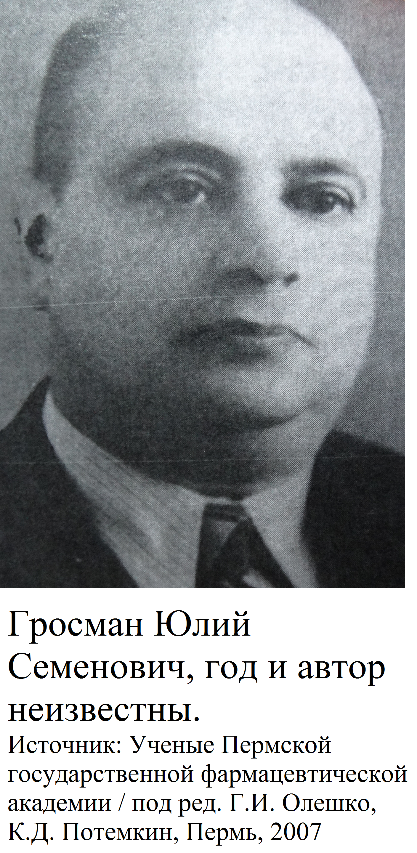 Гросман Юлий
Семенович, год и автор
неизвестны.
Источник: Ученые Пермской
государственной фармацевтической
академии / под ред. Г.И. Олешко,
К.Д. Потемкин, Пермь, 2007